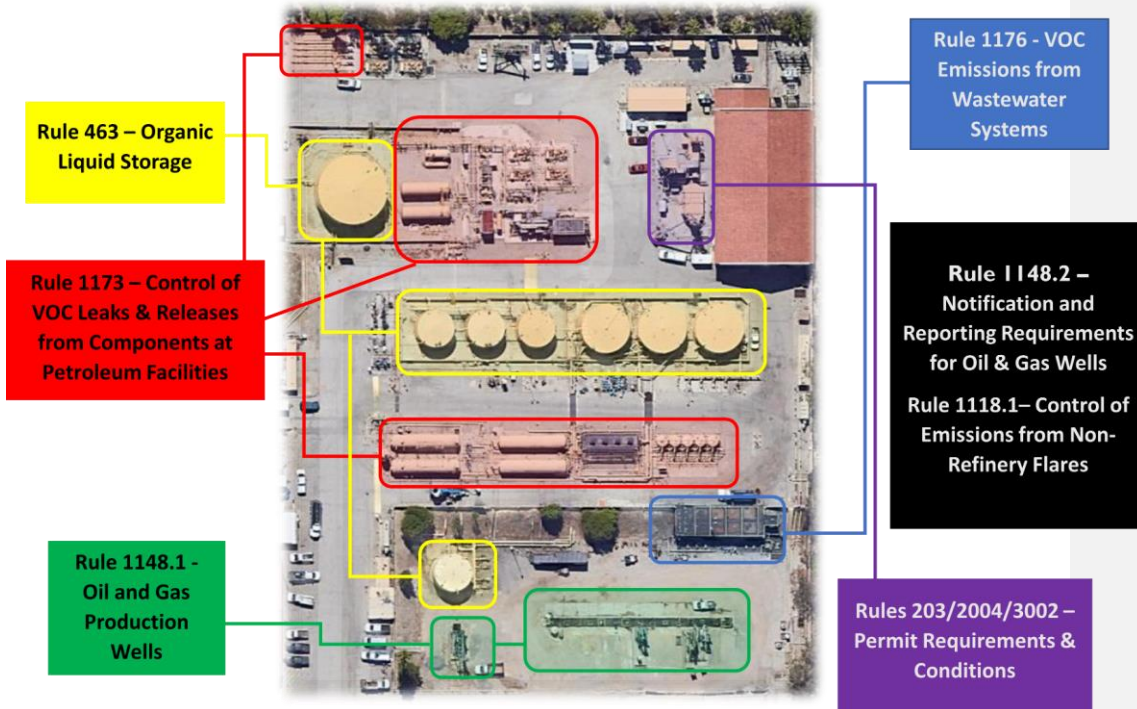 Rule 463 – Organic
Liquid Storage
Rule 1173 – Control of
VOC Leaks & Releases
from Components at
Petroleum Facilities
Rule 1148.1 -
Oil and Gas
Production
Wells
Rule 1176 - VOC
Emissions from
Wastewater
Systems
Rule 1148.2 –
Notification and
Reporting Requirements
for Oil & Gas Wells
Rule 1118.1– Control of
Emissions from Non-
Refinery Flares
Rules 203/2004/3002 –
Permit Requirements &
Conditions